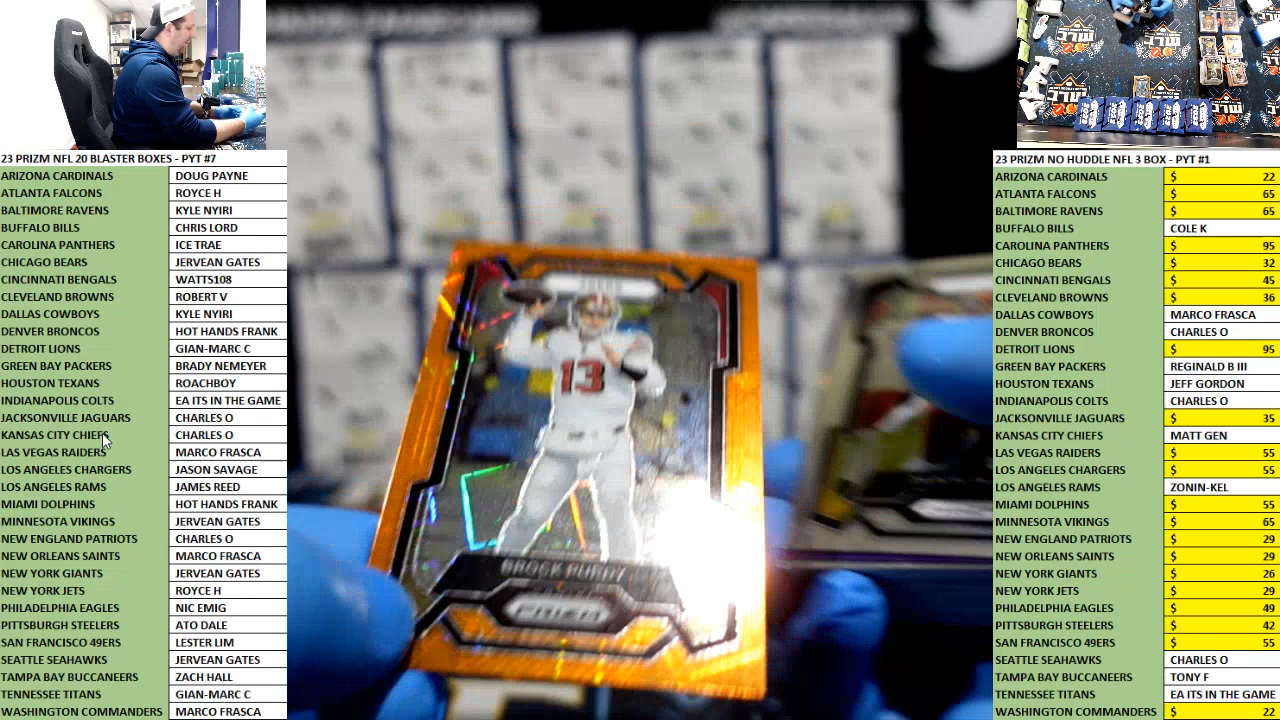 23 PRIZM NFL 20 BLASTER BOXES - PYT #7
ARIZONA CARDINALS DOUG PAYNE
ATLANTA FALCONS ROYCE H
BALTIMORE RAVENS KYLE NYIRI
BUFFALO BILLS CHRIS LORD
CAROLINA PANTHERS ICE TRAE
CHICAGO BEARS JERVEAN GATES
CINCINNATI BENGALS WATTS108
CLEVELAND BROWNS ROBERT V
DALLAS COWBOYS KYLE NYIRI
DENVER BRONCOS HOT HANDS FRANK
DETROIT LIONS GIAN-MARC C
GREEN BAY PACKERS BRADY NEMEYER
HOUSTON TEXANS ROACHBOY
INDIANAPOLIS COLTS EA ITS IN THE GAME
JACKSONVILLE JAGUARS CHARLES O
KANSAS CITY CHIEFS CHARLES O
LAS VEGAS RAIDERS MARCO FRASCA
LOS ANGELES CHARGERS JASON SAVAGE
LOS ANGELES RAMS JAMES REED
MIAMI DOLPHINS HOT HANDS FRANK
MINNESOTA VIKINGS JERVEAN GATES
NEW ENGLAND PATRIOTS CHARLES O
NEW ORLEANS SAINTS MARCO FRASCA
NEW YORK GIANTS JERVEAN GATES
NEW YORK JETS ROYCE H
PHILADELPHIA EAGLES NIC EMIG
PITTSBURGH STEELERS ATO DALE
SAN FRANCISCO 49ERS LESTER LIM
SEATTLE SEAHAWKS JERVEAN GATES
TAMPA BAY BUCCANEERS ZACH HALL
TENNESSEE TITANS GIAN-MARC C
WASHINGTON COMMANDERS MARCO FRASCA
13
BROCK PURDY
PRIZM
23 PRIZM NO HUDDLE NFL 3 BOX - PYT #1
ARIZONA CARDINALS $ 22
ATLANTA FALCONS $ 65
BALTIMORE RAVENS $ 65
BUFFALO BILLS COLE K
CAROLINA PANTHERS $ 95
CHICAGO BEARS $ 32
CINCINNATI BENGALS $ 45
CLEVELAND BROWNS $ 36
DALLAS COWBOYS MARCO FRASCA
DENVER BRONCOS CHARLES O
DETROIT LIONS $ 95
GREEN BAY PACKERS REGINALD B III
HOUSTON TEXANS JEFF GORDON
INDIANAPOLIS COLTS CHARLES O
JACKSONVILLE JAGUARS $ 35
KANSAS CITY CHIEFS MATT GEN
LAS VEGAS RAIDERS $ 55
LOS ANGELES CHARGERS $ 55
LOS ANGELES RAMS ZONIN-KEL
MIAMI DOLPHINS $ 55
MINNESOTA VIKINGS $ 65
NEW ENGLAND PATRIOTS $ 29
NEW ORLEANS SAINTS $ 29
NEW YORK GIANTS $ 26
NEW YORK JETS $ 29
PHILADELPHIA EAGLES $ 49
PITTSBURGH STEELERS $ 42
SAN FRANCISCO 49ERS $ 55
SEATTLE SEAHAWKS CHARLES O
TAMPA BAY BUCCANEERS TONY F
TENNESSEE TITANS EA ITS IN THE GAME
WASHINGTON COMMANDERS $ 22